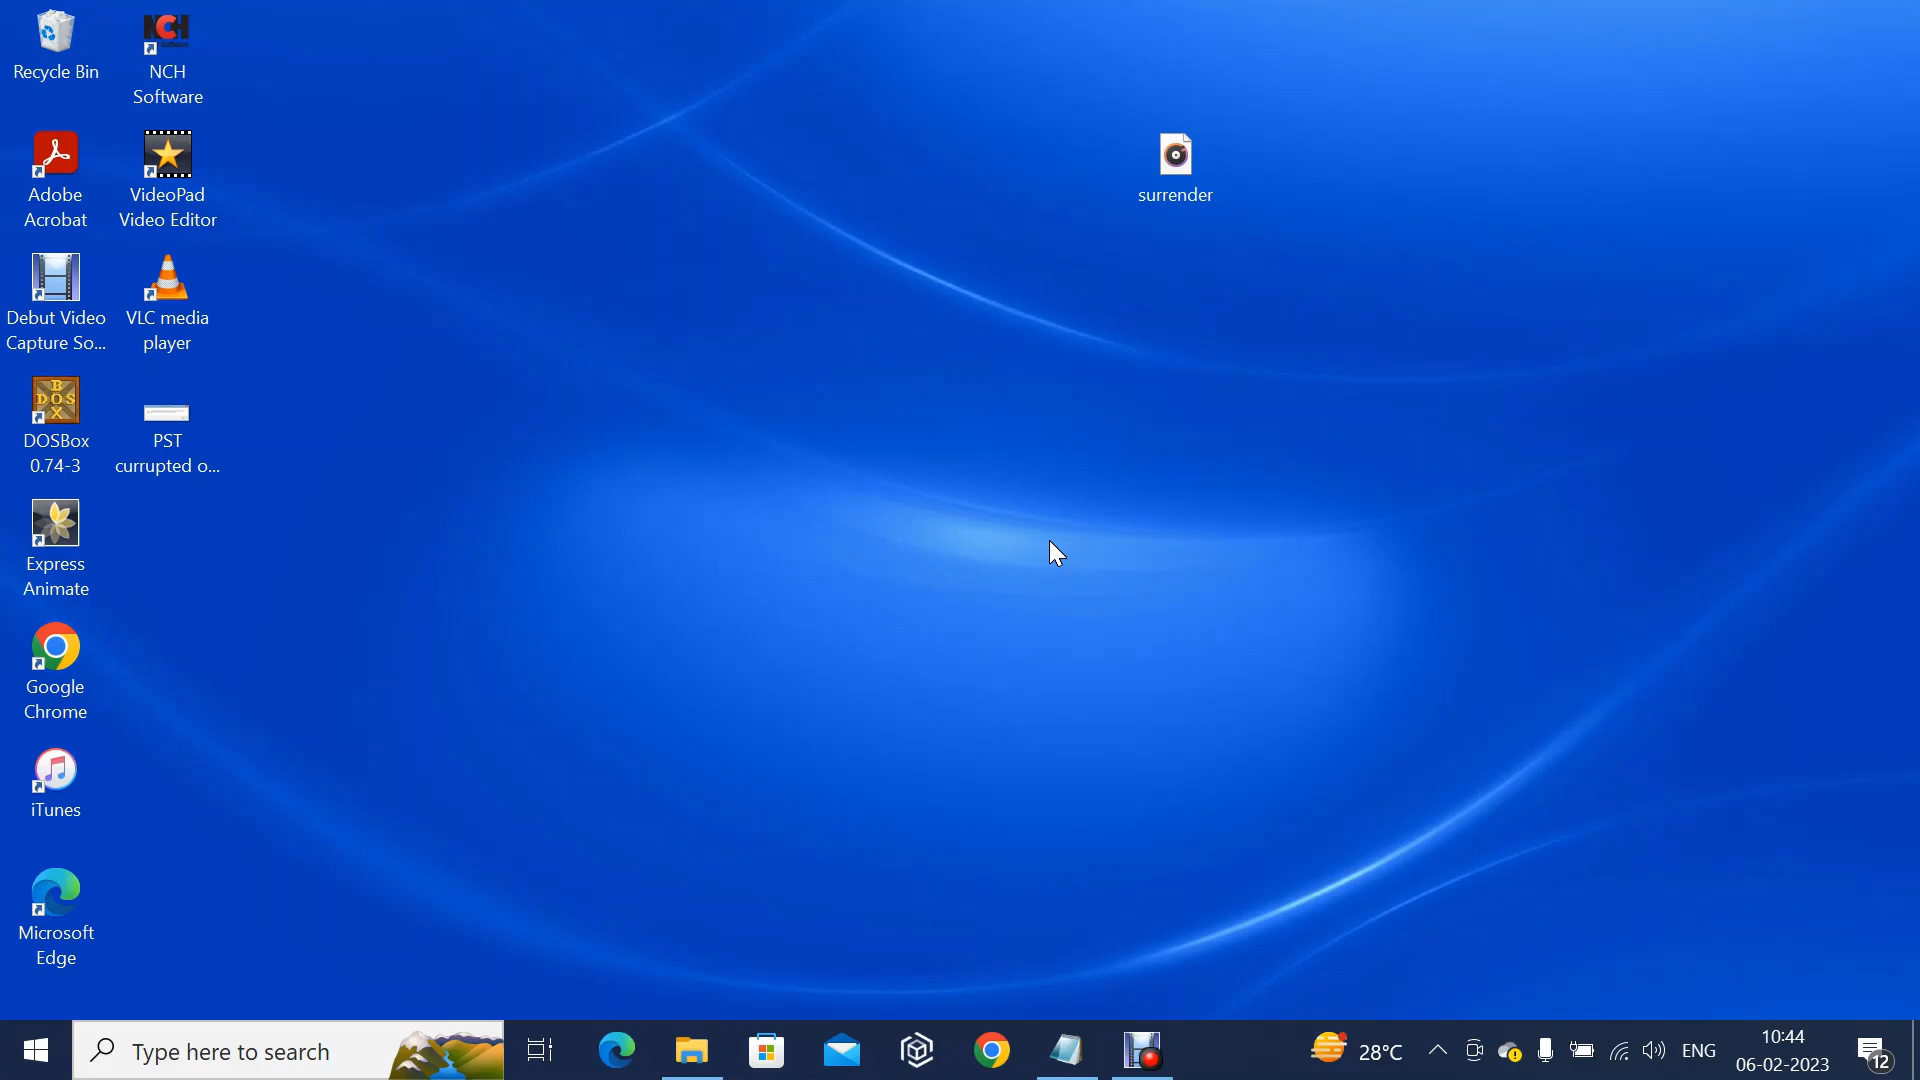 Recycle Bin
NCH
Software
Adobe
Acrobat
VideoPad
Video Editor
Debut Video
Capture So...
VLC media
player
DOSBox
0.74-3
PST
currupted o...
Express
Animate
Google
Chrome
iTunes
Microsoft
Edge
surrender
Type here to search
28°C
ENG
10:44
06-02-2023
12